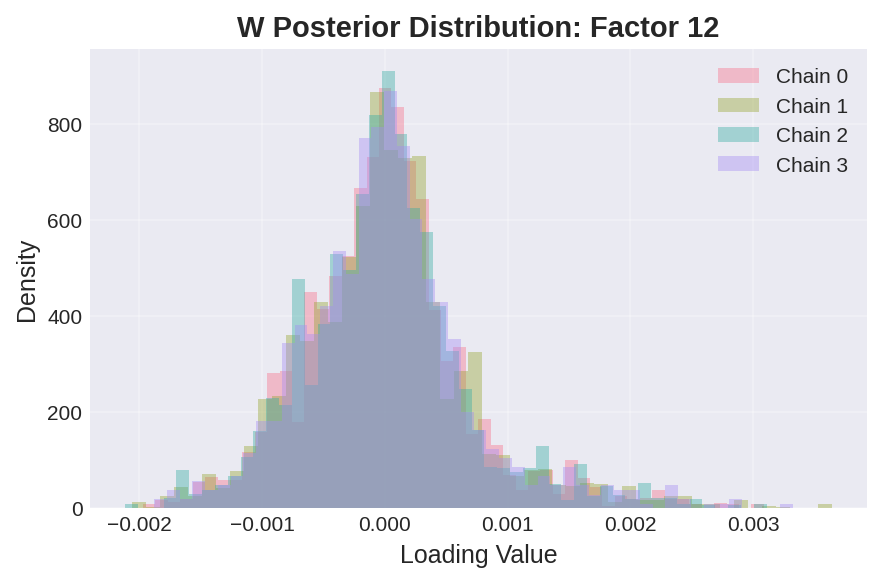 W Posterior Distribution: Factor 12
Chain 0
Chain 1
Chain 2
Chain 3
800
600
400
200
0
Density
−0.002
−0.001
0.000
0.001
0.002
0.003
Loading Value